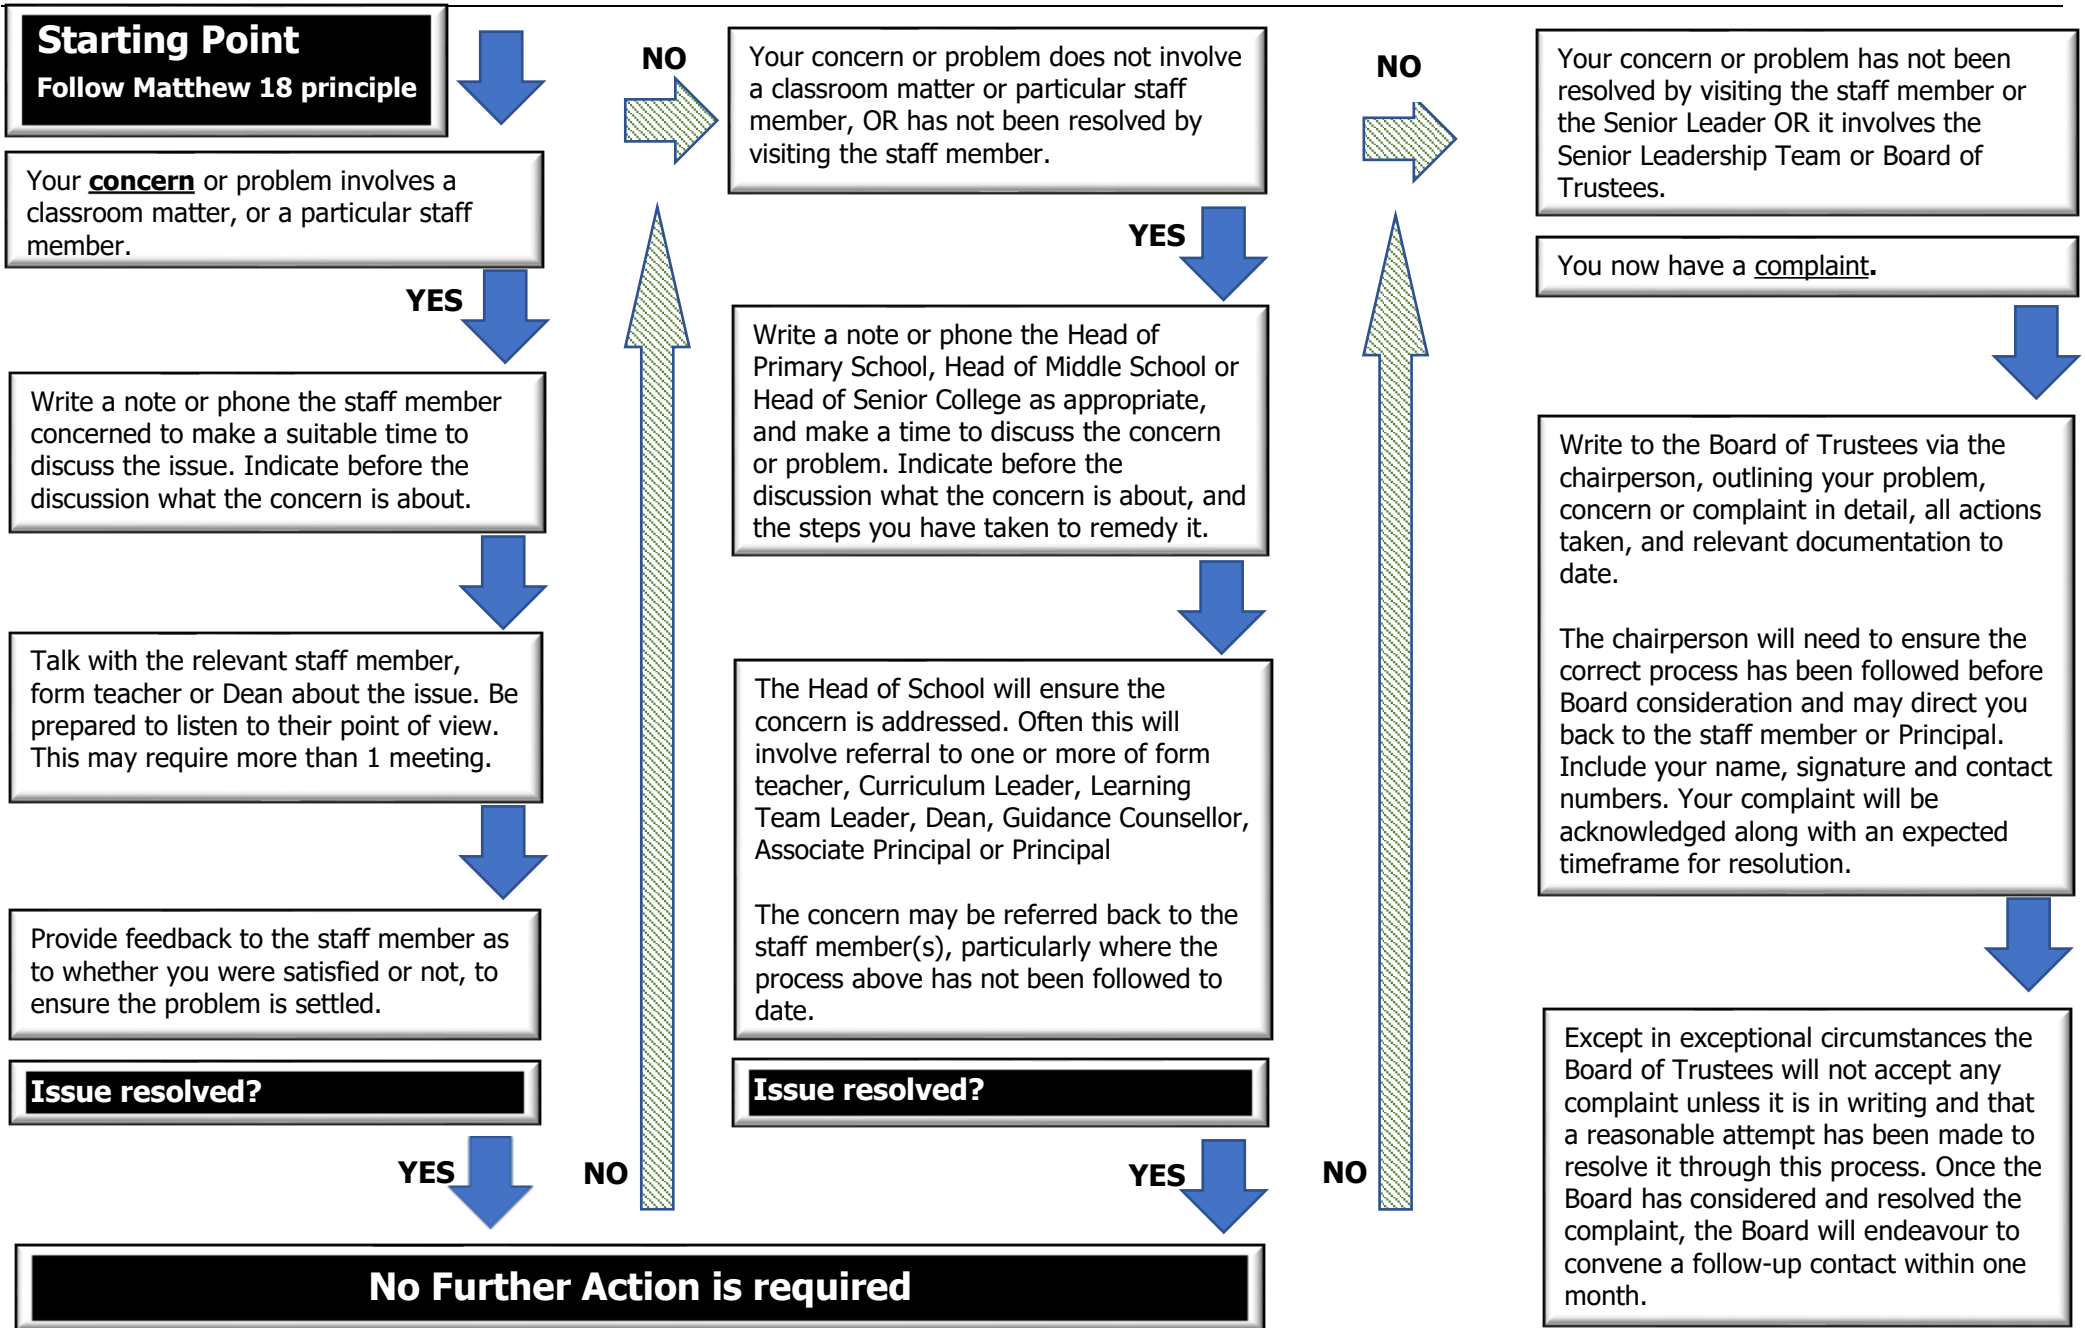 Starting Point
Follow Matthew 18 principle
Your concern or problem involves a
classroom matter, or a particular staff
member.
YES
Write a note or phone the staff member
concerned to make a suitable time to
discuss the issue. Indicate before the
discussion what the concern is about.
Talk with the relevant staff member,
form teacher or Dean about the issue. Be
prepared to listen to their point of view.
This may require more than 1 meeting.
Provide feedback to the staff member as
to whether you were satisfied or not, to
ensure the problem is settled.
Issue resolved?
YES
NO
NO
Your concern or problem does not involve
a classroom matter or particular staff
member, OR has not been resolved by
visiting the staff member.
YES
Write a note or phone the Head of
Primary School, Head of Middle School or
Head of Senior College as appropriate,
and make a time to discuss the concern
or problem. Indicate before the
discussion what the concern is about, and
the steps you have taken to remedy it.
The Head of School will ensure the
concern is addressed. Often this will
involve referral to one or more of form
teacher, Curriculum Leader, Learning
Team Leader, Dean, Guidance Counsellor,
Associate Principal or Principal
The concern may be referred back to the
staff member(s), particularly where the
process above has not been followed to
date.
Issue resolved?
YES
NO
No Further Action is required
NO
Your concern or problem has not been
resolved by visiting the staff member or
the Senior Leader OR it involves the
Senior Leadership Team or Board of
Trustees.
You now have a complaint.
Write to the Board of Trustees via the
chairperson, outlining your problem,
concern or complaint in detail, all actions
taken, and relevant documentation to
date.
The chairperson will need to ensure the
correct process has been followed before
Board consideration and may direct you
back to the staff member or Principal.
Include your name, signature and contact
numbers. Your complaint will be
acknowledged along with an expected
timeframe for resolution.
Except in exceptional circumstances the
Board of Trustees will not accept any
complaint unless it is in writing and that
a reasonable attempt has been made to
resolve it through this process. Once the
Board has considered and resolved the
complaint, the Board will endeavour to
convene a follow-up contact within one
month.